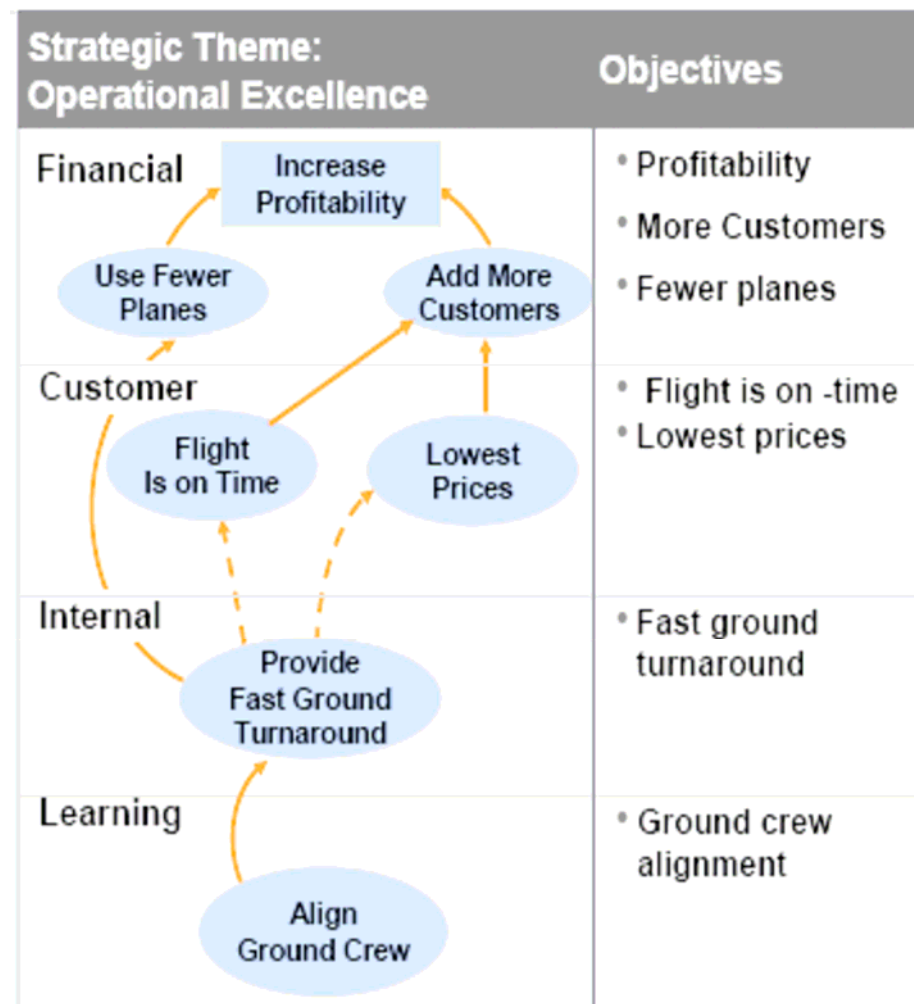 Strategic Theme:
Operational Excellence
Objectives
Financial
Increase
Profitability
Use Fewer
Planes
Add More
Customers
• Profitability
• More Customers
• Fewer planes
Customer
Flight
Is on Time
Lowest
Prices
• Flight is on -time
• Lowest prices
Internal
Provide
Fast Ground
Turnaround
• Fast ground
turnaround
Learning
Align
Ground Crew
• Ground crew
alignment